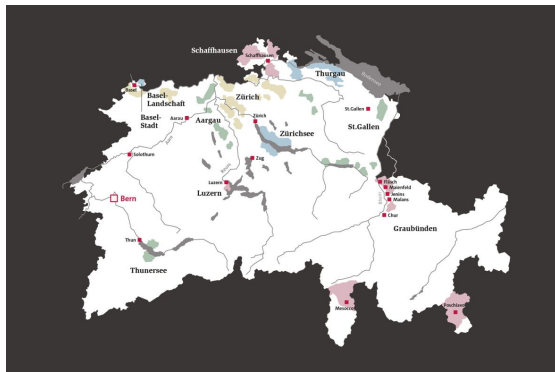 Schaffhausen
Schaffhausen
Thurgau
Bodensee
Basel
Basel-
Landschaft
Basel-
Stadt
Zürich
Aargau
Aarau
Zürich
Zürichsee
St.Gallen
St.Gallen
Solothurn
Zug
Luzern
Luzern
Fläsch
Maienfeld
Jenins
Malans
Chur
Bern
Graubünden
Thun
Thunersee
Mesocco
Poschiavo